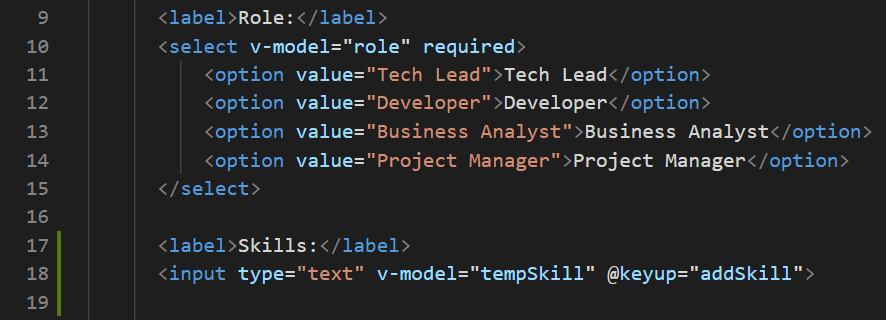 9 <label>Role:</label>
10 <select v-model="role" required>
11 <option value="Tech Lead">Tech Lead</option>
12 <option value="Developer">Developer</option>
13 <option value="Business Analyst">Business Analyst</option>
14 <option value="Project Manager">Project Manager</option>
15 </select>
16
17 <label>Skills:</label>
18 <input type="text" v-model="tempSkill" @keyup="addSkill">
19